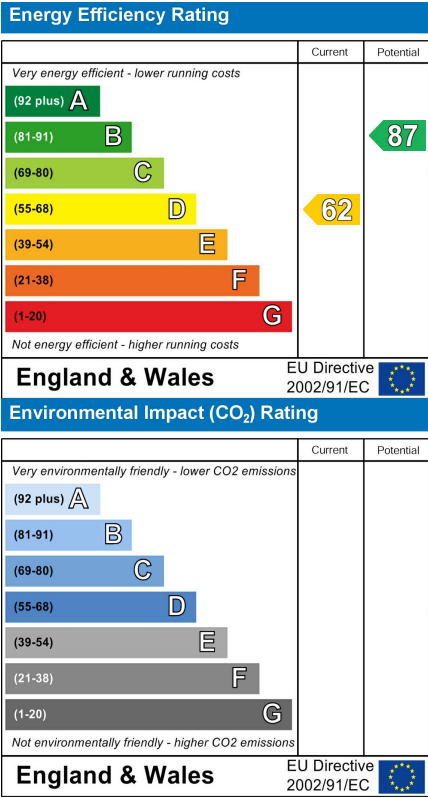 Energy Efficiency Rating
Current Potential
Very energy efficient - lower running costs
(92 plus) A
(81-91) B
87
(69-80) C
(55-68) D
62
(39-54) E
(21-38) F
(1-20) G
Not energy efficient - higher running costs
England & Wales
EU Directive
2002/91/EC
Environmental Impact (CO₂) Rating
Current Potential
Very environmentally friendly - lower CO2 emissions
(92 plus) A
(81-91) B
(69-80) C
(55-68) D
(39-54) E
(21-38) F
(1-20) G
Not environmentally friendly - higher CO2 emissions
England & Wales
EU Directive
2002/91/EC